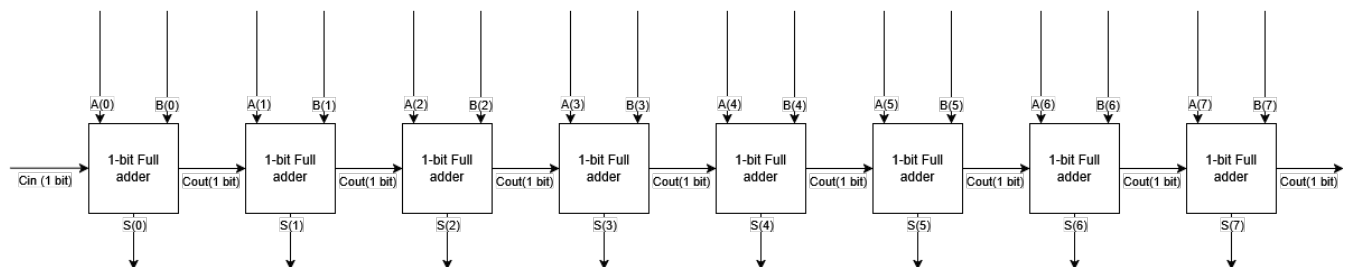 A(0) B(0) A(1) B(1) A(2) B(2) A(3) B(3) A(4) B(4) A(5) B(5) A(6) B(6) A(7) B(7)
1-bit Full 1-bit Full 1-bit Full 1-bit Full 1-bit Full 1-bit Full 1-bit Full 1-bit Full
adder adder adder adder adder adder adder adder
Cin (1 bit) Cout(1 bit) Cout(1 bit) Cout(1 bit) Cout(1 bit) Cout(1 bit) Cout(1 bit) Cout(1 bit) Cout(1 bit)
S(0) S(1) S(2) S(3) S(4) S(5) S(6) S(7)